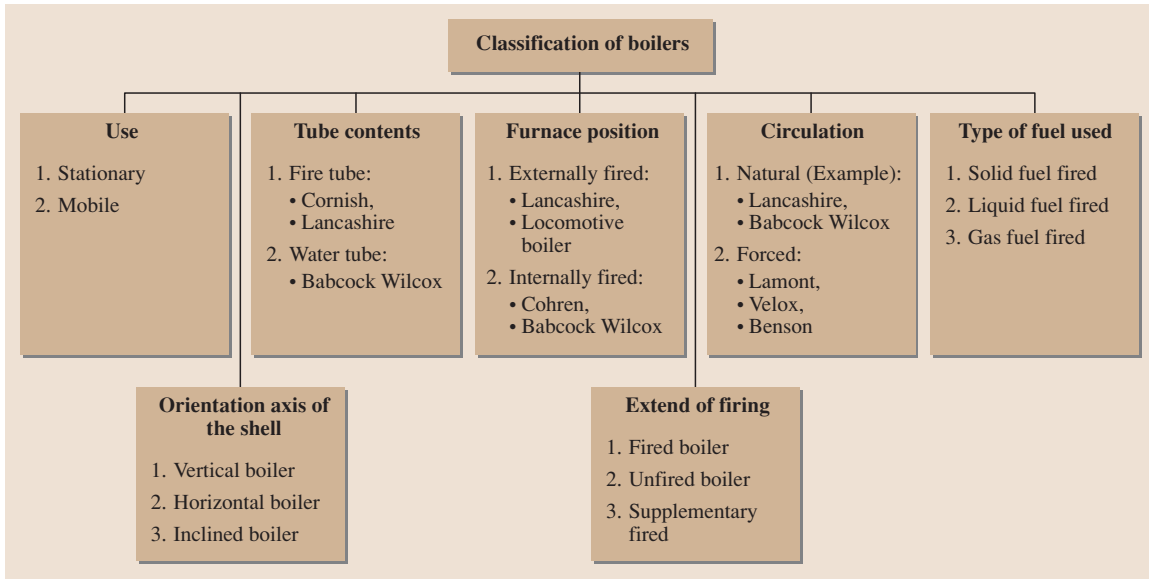 Classification of boilers
Use
1. Stationary
2. Mobile
Tube contents
1. Fire tube:
• Cornish,
• Lancashire
2. Water tube:
• Babcock Wilcox
Furnace position
1. Externally fired:
• Lancashire,
• Locomotive
boiler
2. Internally fired:
• Cohren,
• Babcock Wilcox
Circulation
1. Natural (Example):
• Lancashire,
• Babcock Wilcox
2. Forced:
• Lamont,
• Velox,
• Benson
Type of fuel used
1. Solid fuel fired
2. Liquid fuel fired
3. Gas fuel fired
Orientation axis of
the shell
1. Vertical boiler
2. Horizontal boiler
3. Inclined boiler
Extend of firing
1. Fired boiler
2. Unfired boiler
3. Supplementary
fired